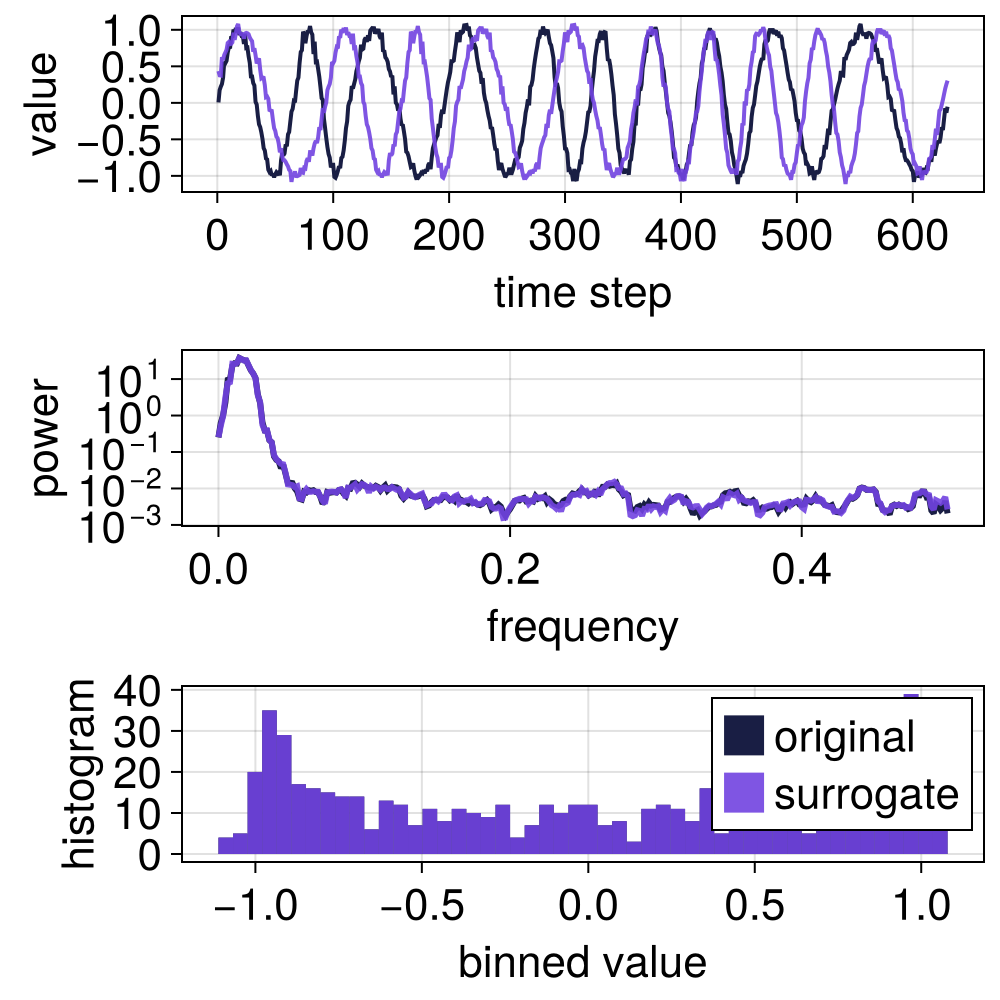 1.0
0.5
0.0
−0.5
−1.0
value
0 100 200 300 400 500 600
time step
10^1
10^0
10^−1
10^−2
10^−3
power
0.0 0.2 0.4
frequency
40
30
20
10
0
histogram
original
surrogate
−1.0 −0.5 0.0 0.5 1.0
binned value